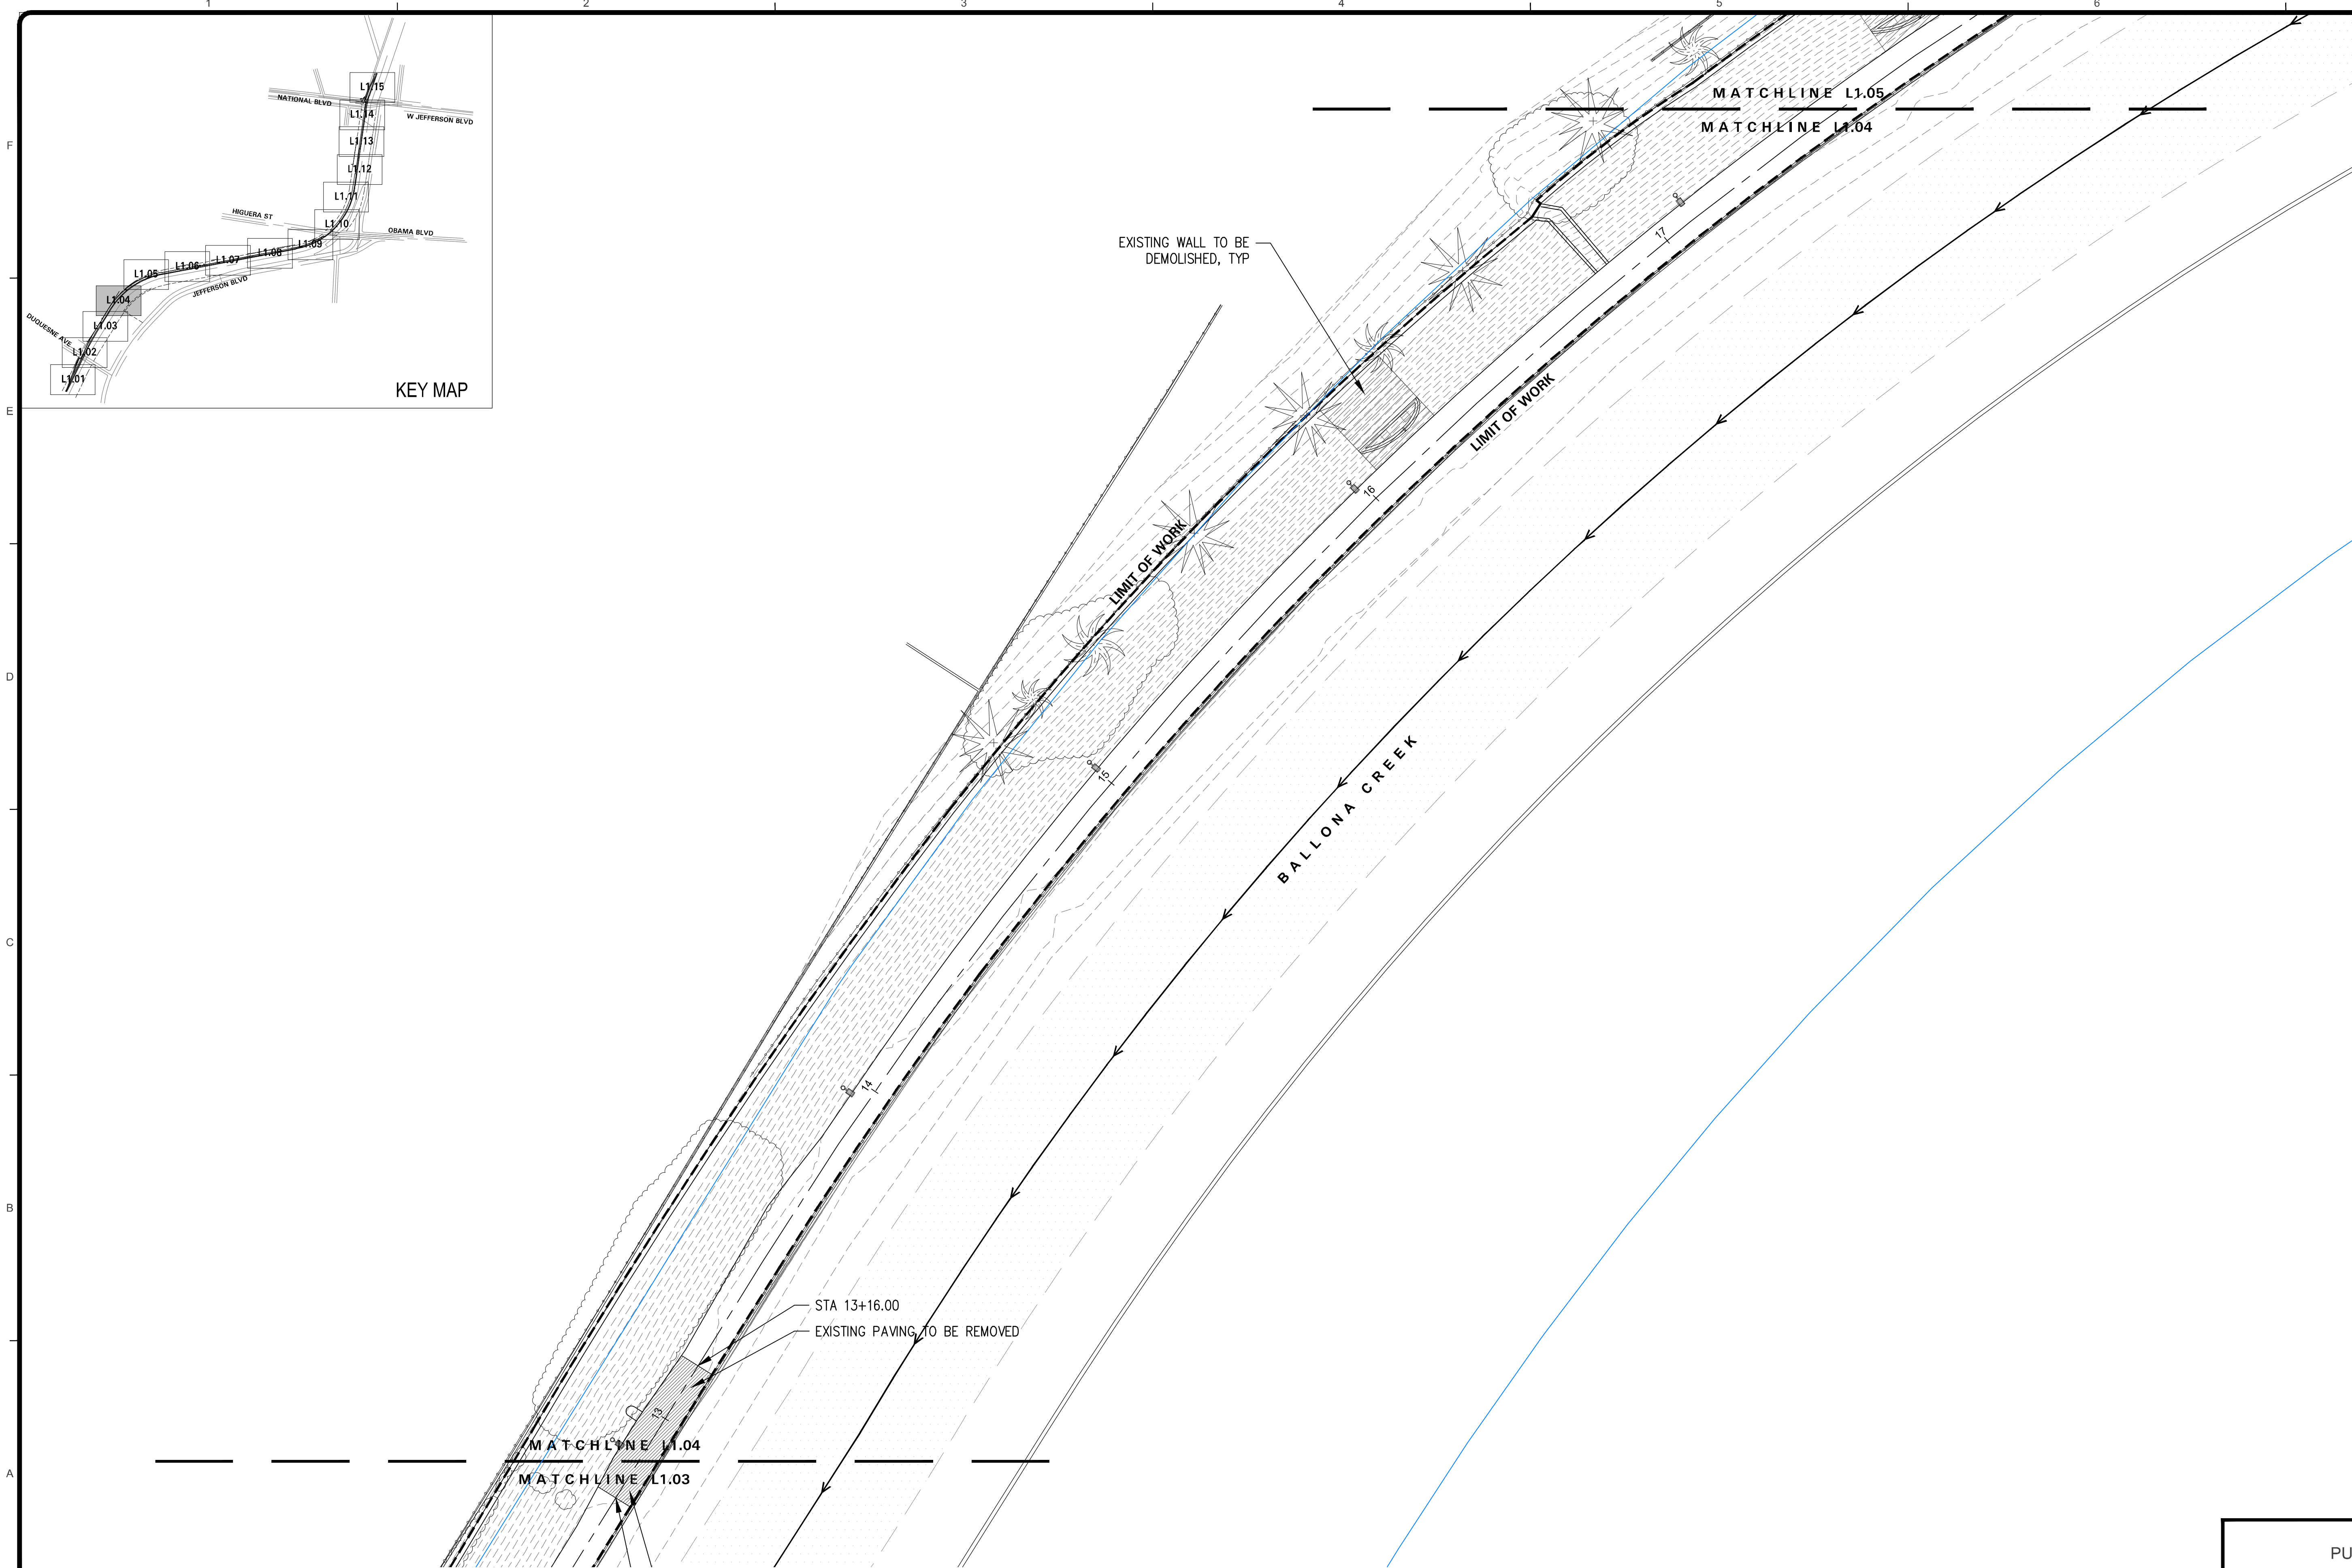 1 2 3 4 5 6
F
E
D
C
B
A
L1.15
NATIONAL BLVD
L1.14
W JEFFERSON BLVD
L1.13
L1.12
L1.11
HIGUERA ST
L1.10
OBAMA BLVD
L1.09
L1.08
L1.07
L1.06
L1.05
JEFFERSON BLVD
L1.04
L1.03
DUQUESNE AVE
L1.02
L1.01
KEY MAP
MATCHLINE L1.05
MATCHLINE L1.04
EXISTING WALL TO BE
DEMOLISHED, TYP
17
LIMIT OF WORK
16
LIMIT OF WORK
15
BALLONA CREEK
14
STA 13+16.00
EXISTING PAVING TO BE REMOVED
13
MATCHLINE L1.04
MATCHLINE L1.03